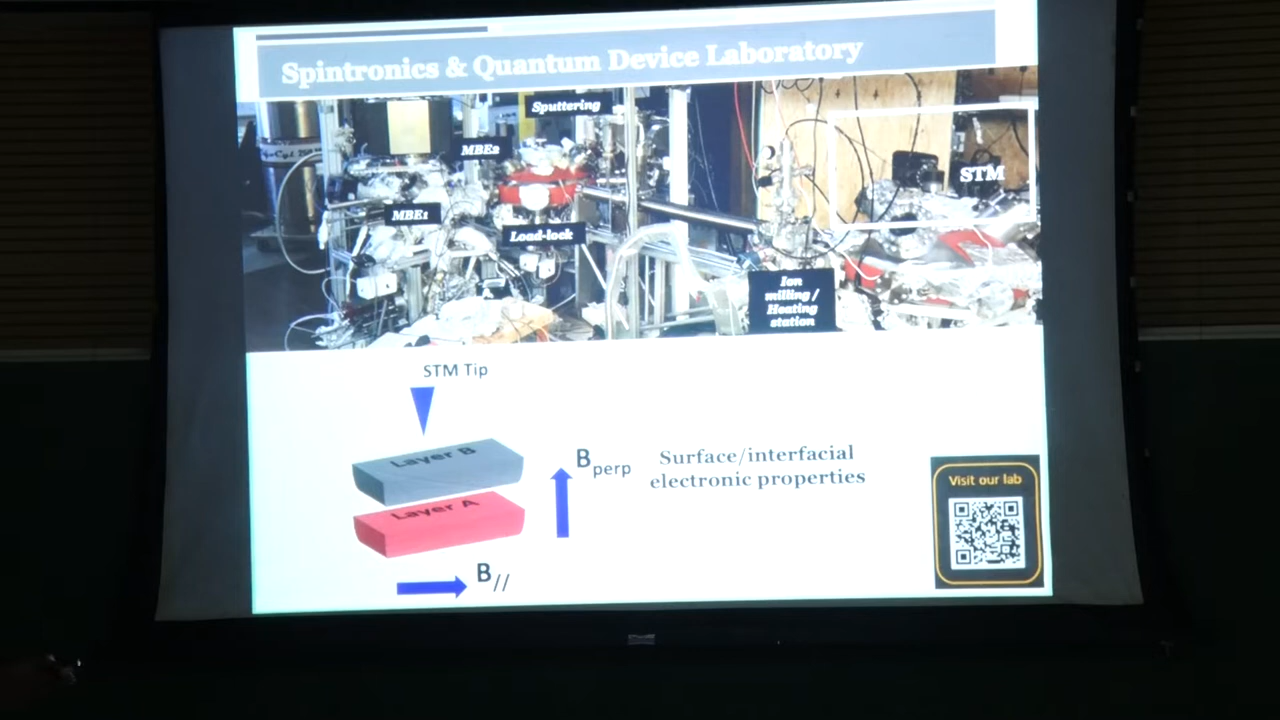 Spintronics & Quantum Device Laboratory
Sputtering
MBE2
STM
MBE1
Load-lock
Ion
milling /
Heating
station
STM Tip
Layer B
B perp
Surface/interfacial
electronic properties
Layer A
B //
Visit our lab